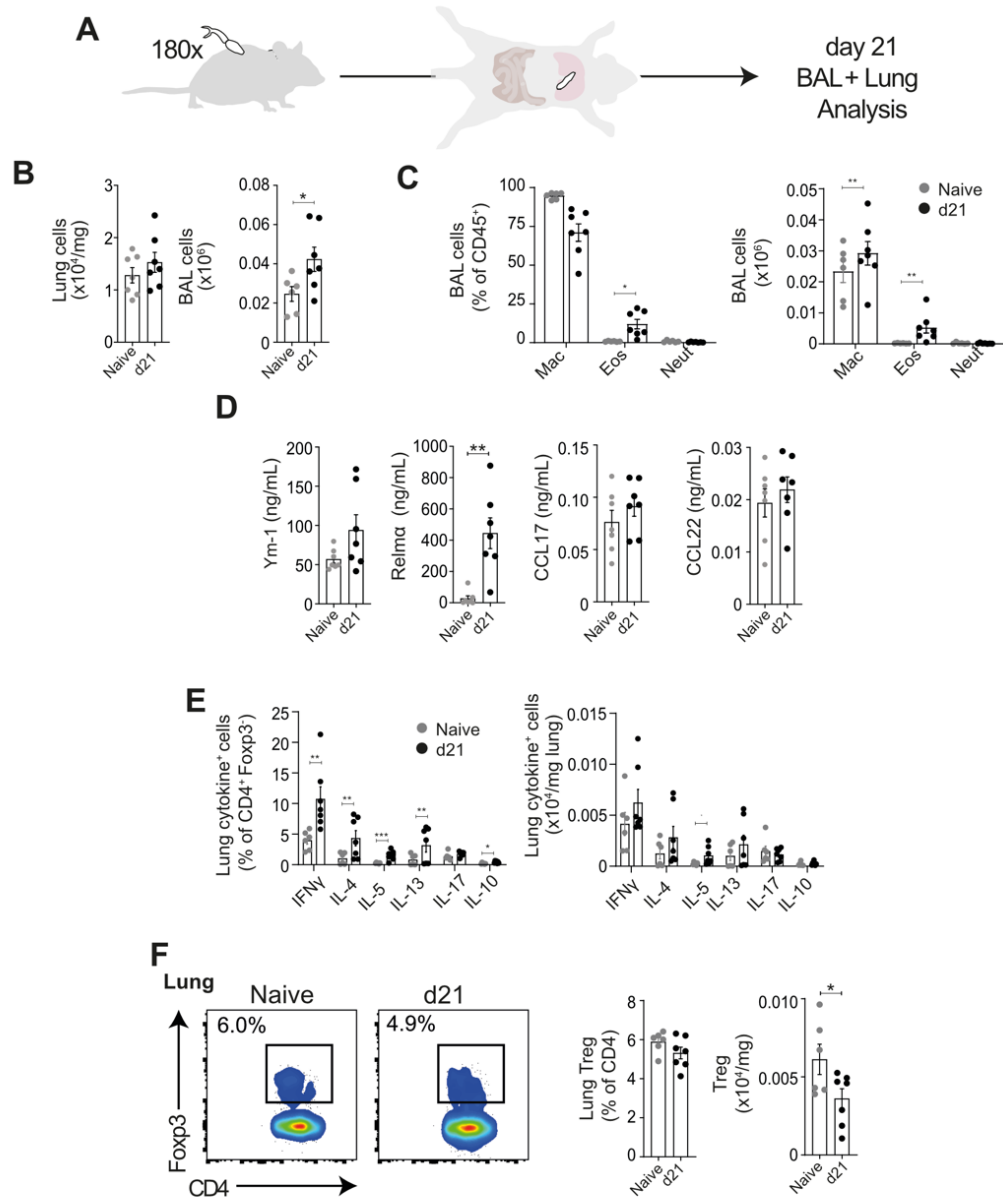 A
180x
day 21
BAL + Lung
Analysis
B
Lung cells
(x10⁴/mg)
3
2
1
0
Naive
d21
BAL cells
(x10⁶)
0.08
0.06
0.04
0.02
0
*
Naive
d21
C
BAL cells
(% of CD45⁺)
100
75
50
25
0
*
Mac
Eos
Neut
BAL cells
(x10⁶)
0.05
0.04
0.03
0.02
0.01
0
**
**
Mac
Eos
Neut
Naive
d21
D
Ym-1 (ng/mL)
200
150
100
50
0
Naive
d21
Relmα (ng/mL)
1000
800
600
400
200
0
**
Naive
d21
CCL17 (ng/mL)
0.15
0.10
0.05
0
Naive
d21
CCL22 (ng/mL)
0.03
0.02
0.01
0
Naive
d21
E
Lung cytokine⁺ cells
(% of CD4⁺Foxp3⁻)
25
20
15
10
5
0
**
**
***
**
*
IFNγ
IL-4
IL-5
IL-13
IL-17
IL-10
Naive
d21
Lung cytokine⁺ cells
(x10⁴/mg lung)
0.015
0.010
0.005
0
IFNγ
IL-4
IL-5
IL-13
IL-17
IL-10
F
Lung
Naive
d21
6.0%
4.9%
Foxp3
CD4
Lung Treg
(% of CD4)
8
6
4
2
0
Naive
d21
Treg
(x10⁴/mg)
0.010
0.005
0
*
Naive
d21